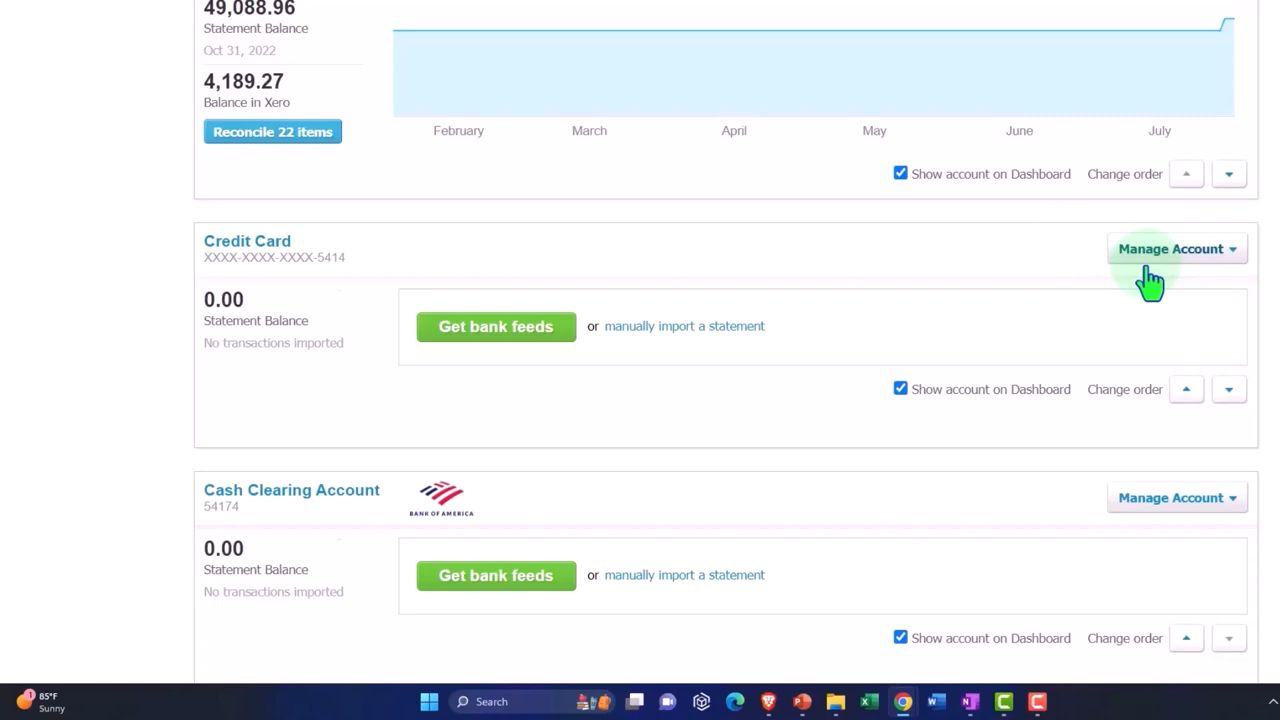 49,088.96
Statement Balance
Oct 31, 2022
4,189.27
Balance in Xero
Reconcile 22 items
February March April May June July
Show account on Dashboard Change order
Credit Card
XXXX-XXXX-XXXX-5414
Manage Account
0.00
Statement Balance
No transactions imported
Get bank feeds or manually import a statement
Show account on Dashboard Change order
Cash Clearing Account
54174
BANK OF AMERICA
Manage Account
0.00
Statement Balance
No transactions imported
Get bank feeds or manually import a statement
Show account on Dashboard Change order
1
85°F
Sunny
Search